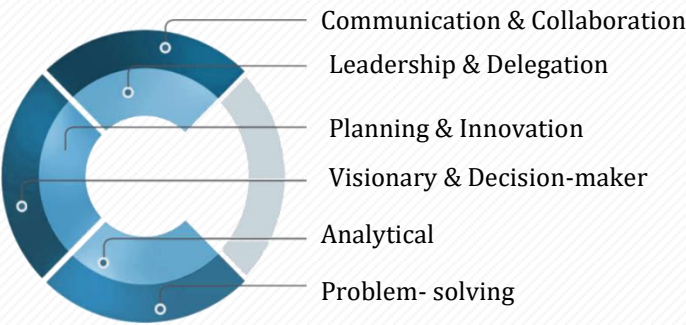 Communication & Collaboration
Leadership & Delegation
Planning & Innovation
Visionary & Decision-maker
Analytical
Problem- solving